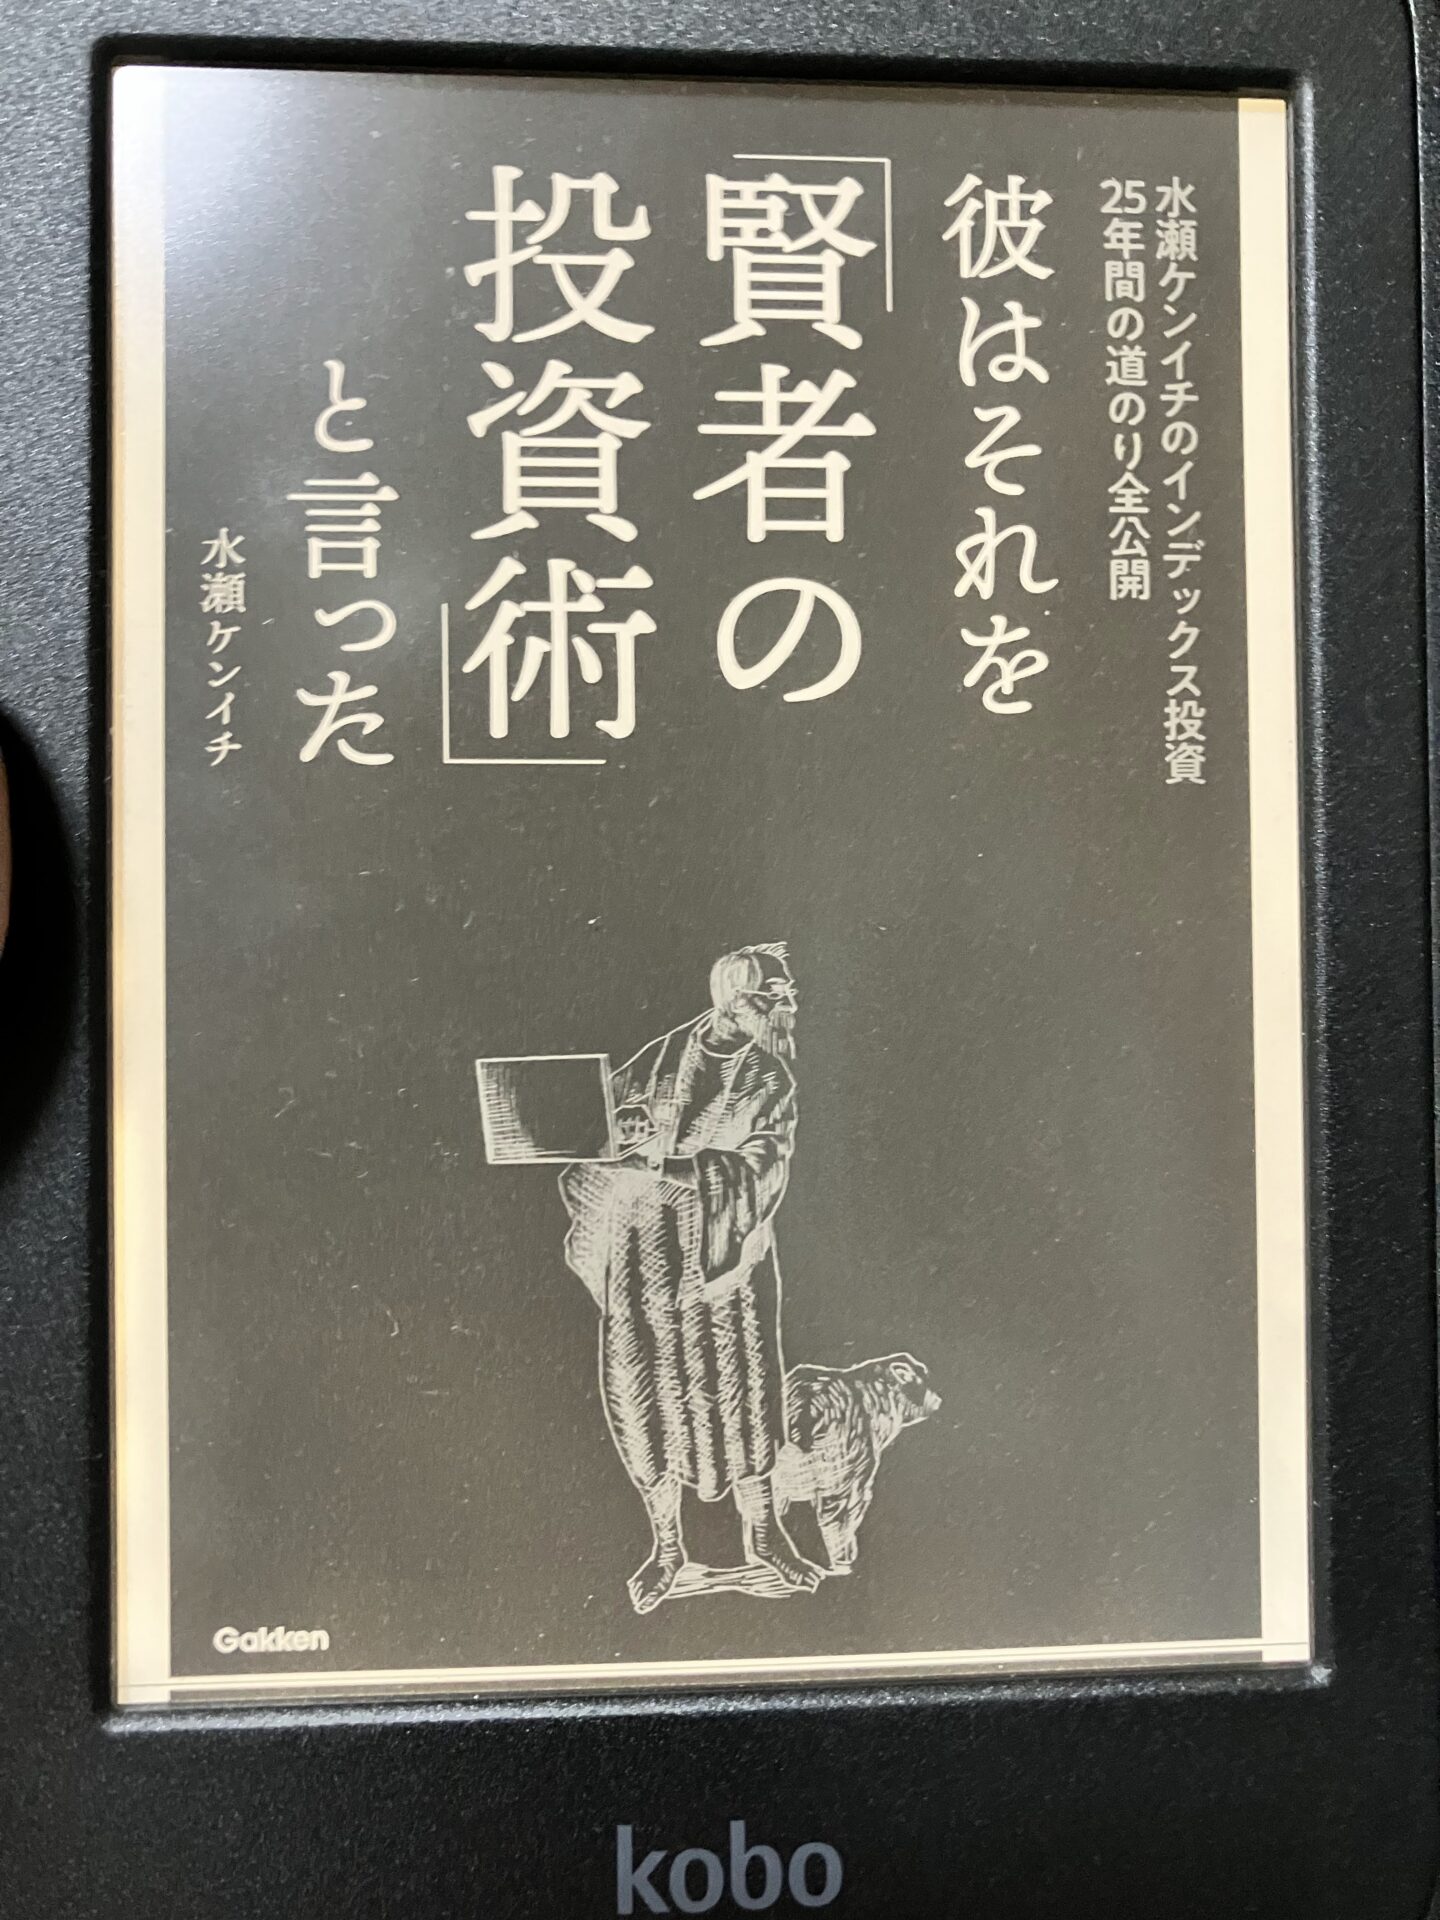 水瀬ケンイチのインデックス投資
25年間の道のり全公開
彼はそれを
「賢者の
投資術」
と言った
水瀬ケンイチ
Gakken
kobo